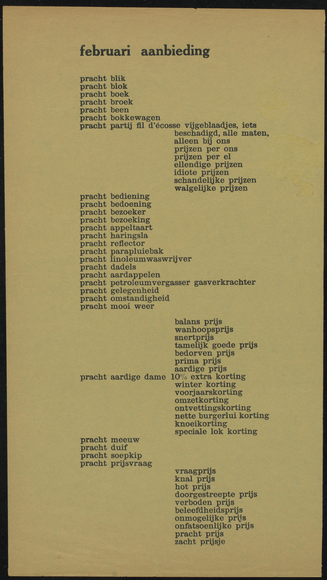 februari aanbieding
pracht blik
pracht blok
pracht boek
pracht broek
pracht been
pracht bokkewagen
pracht partij fil d'écosse vijgeblaadjes, iets
beschadigd, alle maten,
alleen bij ons
prijzen per ons
prijzen per el
ellendige prijzen
idiote prijzen
schandelijke prijzen
walgelijke prijzen
pracht bediening
pracht bedoening
pracht bezoeker
pracht bezoeking
pracht appeltaart
pracht haringsla
pracht reflector
pracht parapluiebak
pracht linoleumwaswrijver
pracht dadels
pracht aardappelen
pracht petroleumvergasser gasverkrachter
pracht gelegenheid
pracht omstandigheid
pracht mooi weer
balans prijs
wanhoopsprijs
smertprijs
tamelijk goede prijs
bedorven prijs
prima prijs
aardige prijs
pracht aardige dame 10% extra korting
winter korting
voorjaarskorting
omzetkorting
ontvettingskorting
nette burgerlui korting
knoeikorting
speciale lok korting
pracht meeuw
pracht duif
pracht soepkip
pracht prijsvraag
vraagprijs
knal prijs
hot prijs
doorgestreepte prijs
verboden prijs
beleefdheidsprijs
onmogelijke prijs
onfatsoenlijke prijs
pracht prijs
zacht prijsje